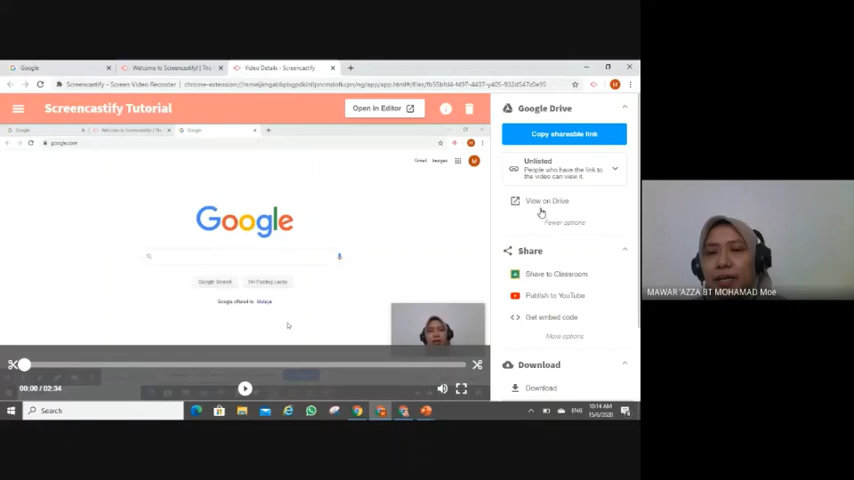 Google
Welcome to Screencastify! | The
Video Details - Screencastify
Screencastify - Screen Video Recorder
Screencastify Tutorial
Open in Editor
Google
Google
google.com
Gmail Images
M
Google
Google Search
I'm Feeling Lucky
Google offered in: Melayu
00:00 / 02:34
Google Drive
Copy shareable link
Unlisted
People who have the link to
the video can view it.
View on Drive
Fewer options
Share
Share to Classroom
Publish to YouTube
Get embed code
More options
Download
Download
Search
ENG
10:14 AM
15/6/2020
MAWAR 'AZZA BT MOHAMAD Moe